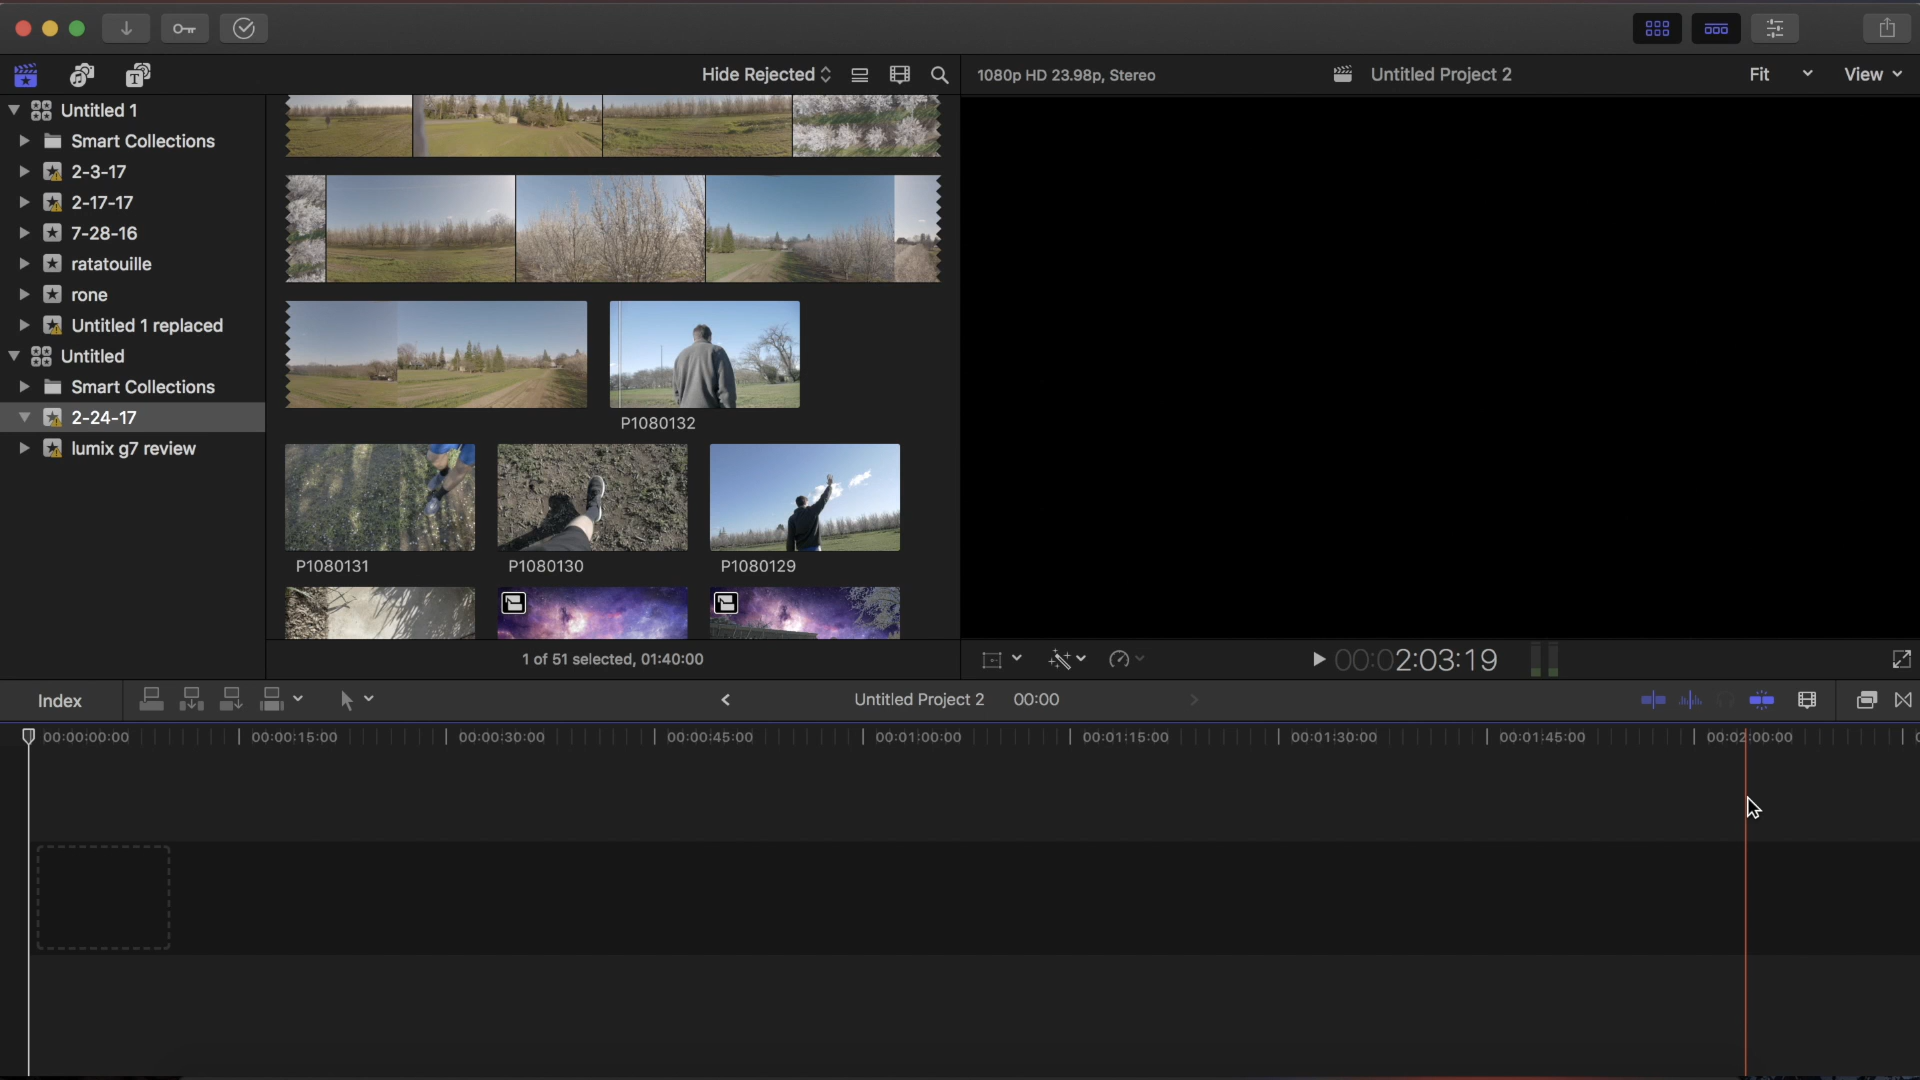 Hide Rejected
1080p HD 23.98p, Stereo
Untitled Project 2
Fit
View
Untitled 1
Smart Collections
2-3-17
2-17-17
7-28-16
ratatouille
rone
Untitled 1 replaced
Untitled
Smart Collections
2-24-17
lumix g7 review
P1080132
P1080131
P1080130
P1080129
1 of 51 selected, 01:40:00
00:02:03:19
Index
Untitled Project 2
00:00
00:00:00:00
00:00:15:00
00:00:30:00
00:00:45:00
00:01:00:00
00:01:15:00
00:01:30:00
00:01:45:00
00:02:00:00